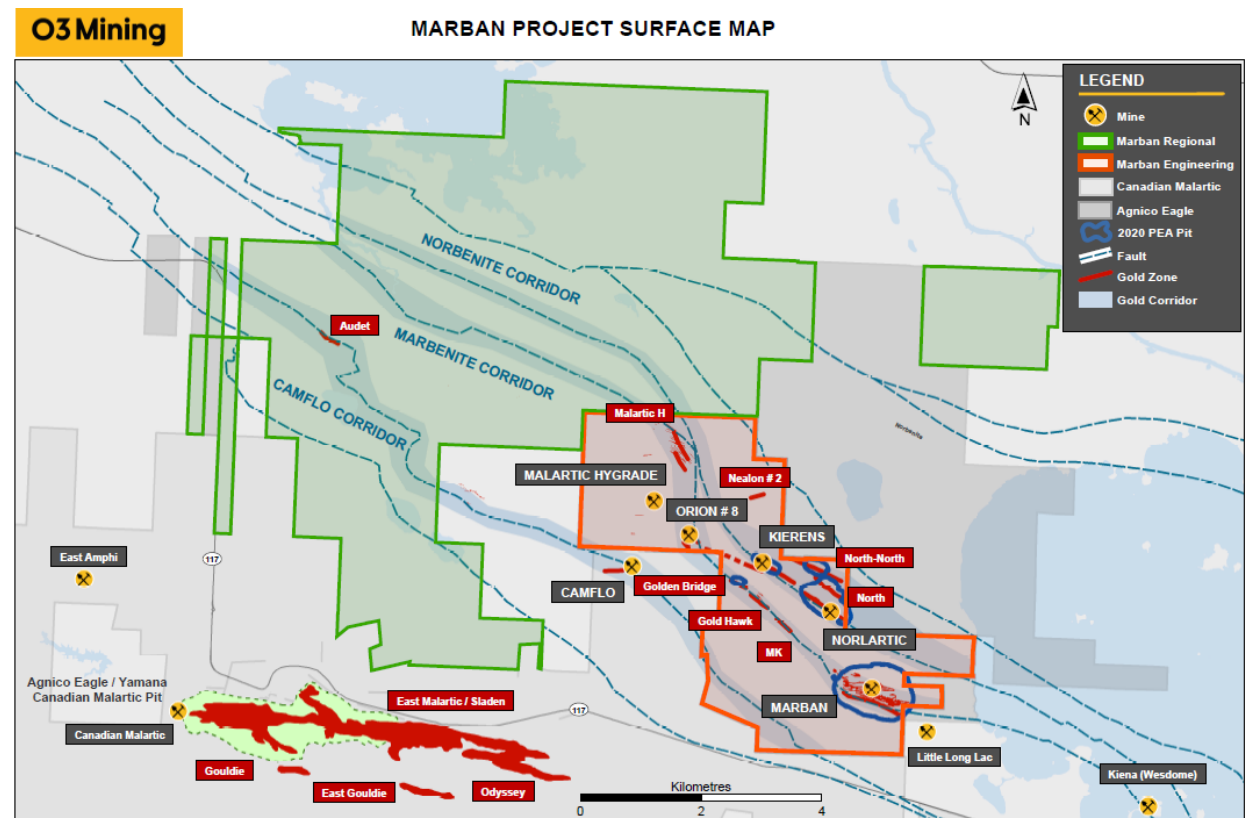 O3 Mining
MARBAN PROJECT SURFACE MAP
LEGEND
Mine
Marban Regional
Marban Engineering
Canadian Malartic
Agnico Eagle
2020 PEA Pit
Fault
Gold Zone
Gold Corridor
N
NORBENITE CORRIDOR
Audet
MARBENITE CORRIDOR
CAMFLO CORRIDOR
Malartic H
MALARTIC HYGRADE
Nealon # 2
ORION # 8
KIERENS
East Amphi
117
North-North
CAMFLO
Golden Bridge
North
Gold Hawk
NORLARTIC
MK
Agnico Eagle / Yamana
Canadian Malartic Pit
East Malartic / Sladen
MARBAN
117
Canadian Malartic
Little Long Lac
Gouldie
East Gouldie
Odyssey
Kiena (Wesdome)
Kilometres
0 2 4